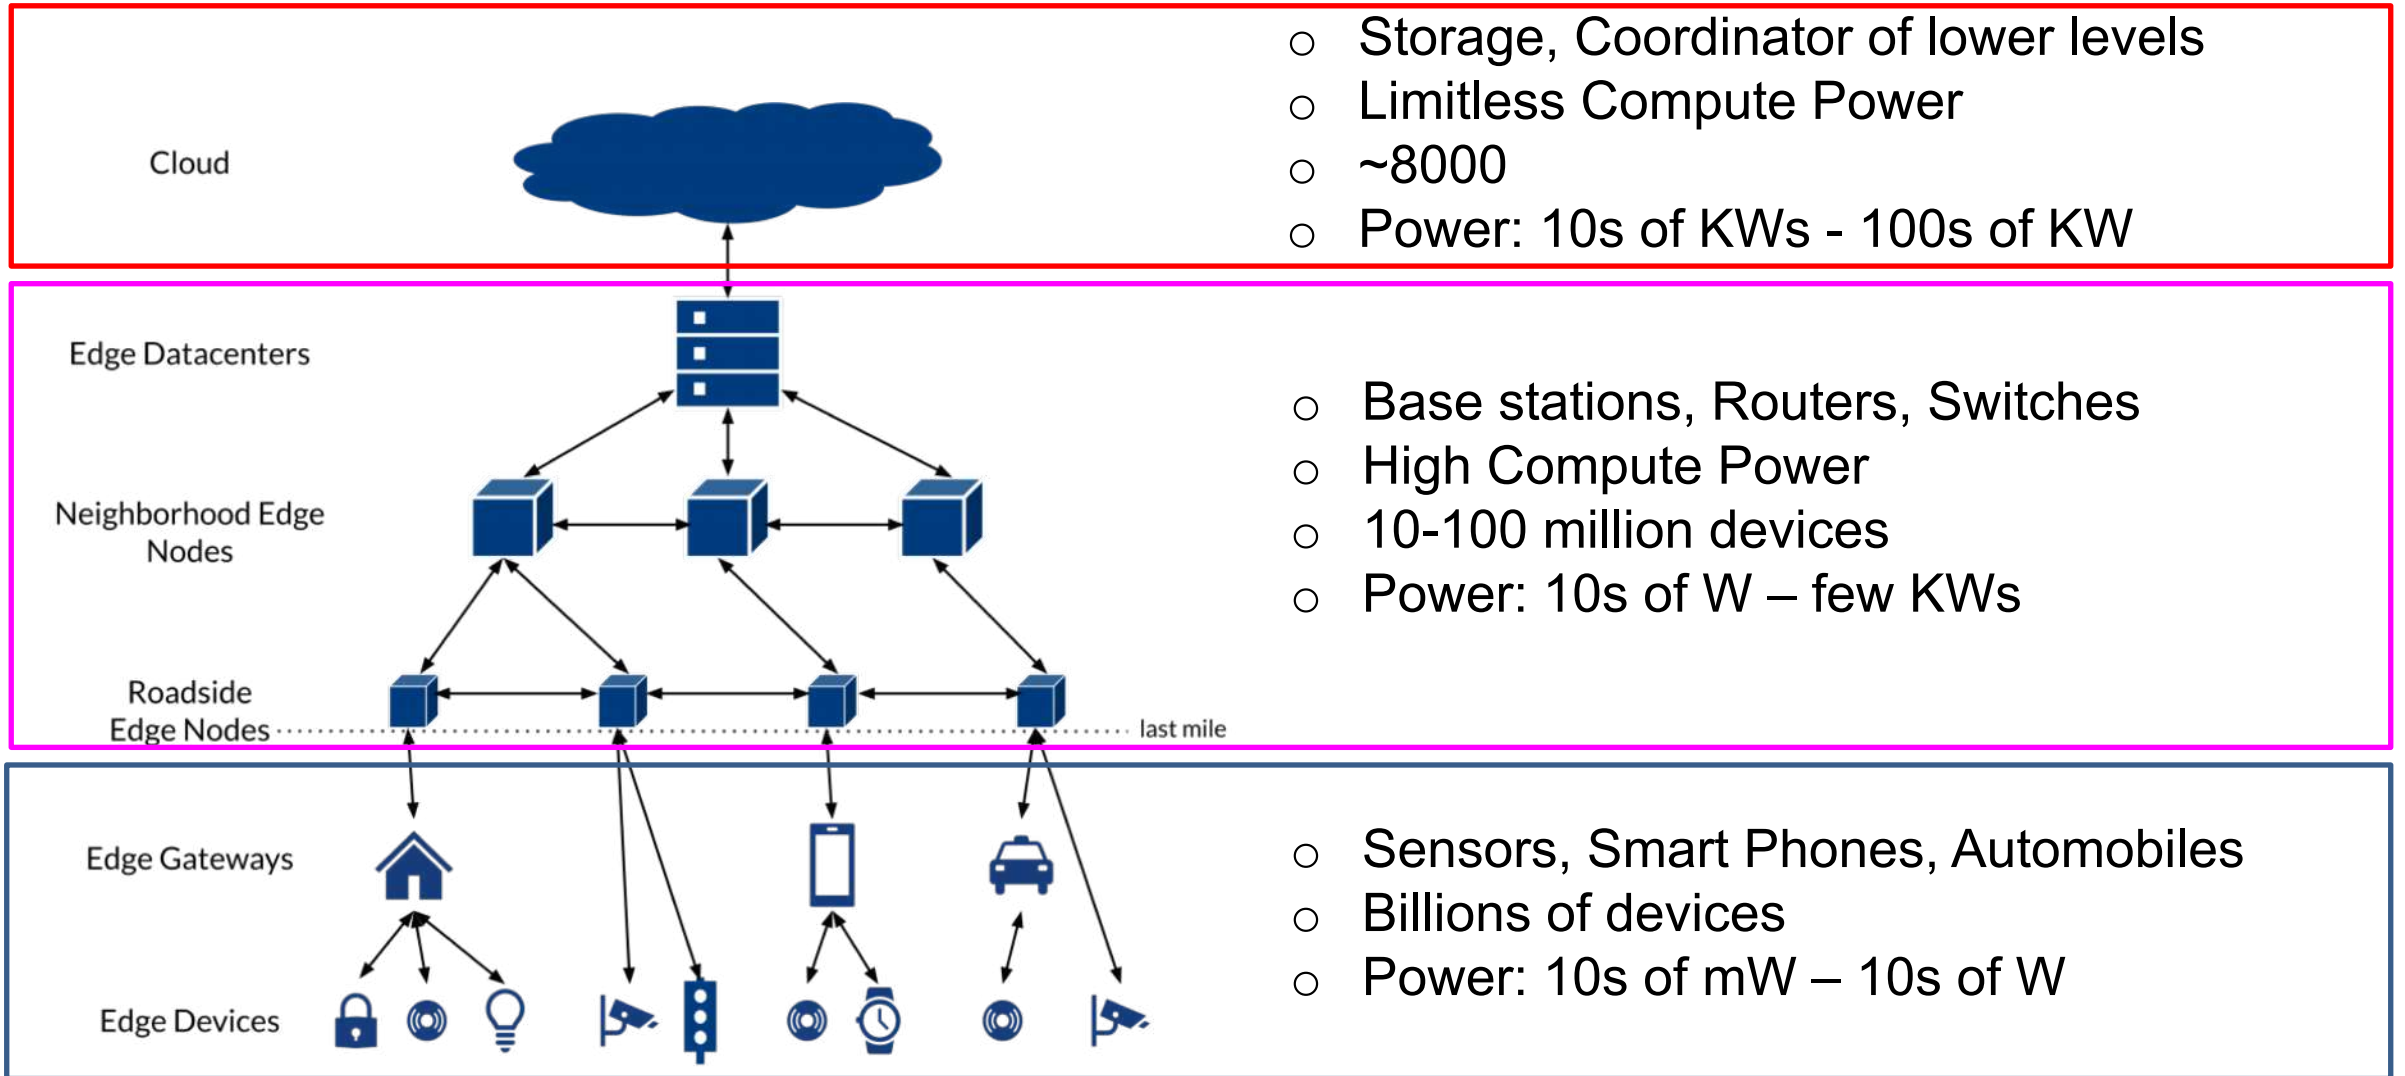 Cloud
○ Storage, Coordinator of lower levels
○ Limitless Compute Power
○ ~8000
○ Power: 10s of KWs - 100s of KW
Edge Datacenters
Neighborhood Edge
Nodes
Roadside
Edge Nodes
last mile
○ Base stations, Routers, Switches
○ High Compute Power
○ 10-100 million devices
○ Power: 10s of W – few KWs
Edge Gateways
Edge Devices
○ Sensors, Smart Phones, Automobiles
○ Billions of devices
○ Power: 10s of mW – 10s of W